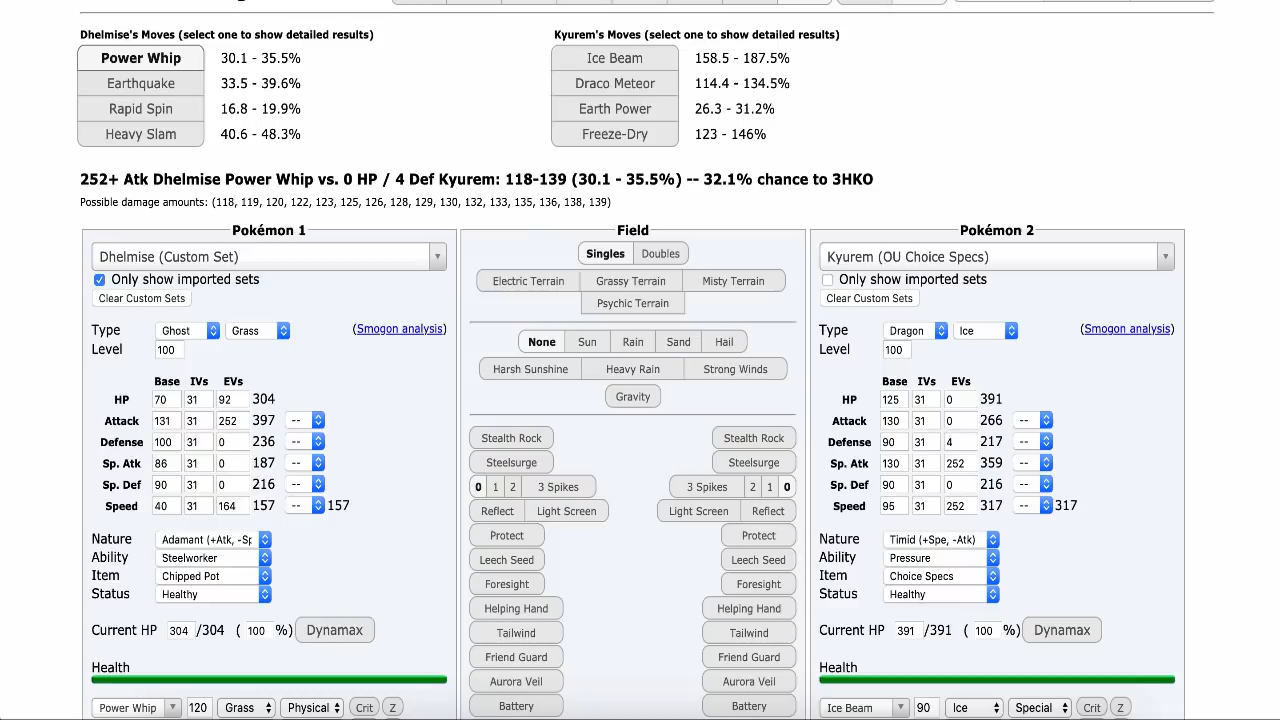 Dhelmise's Moves (select one to show detailed results)
Kyurem's Moves (select one to show detailed results)
Power Whip 30.1 - 35.5%
Ice Beam 158.5 - 187.5%
Earthquake 33.5 - 39.6%
Draco Meteor 114.4 - 134.5%
Rapid Spin 16.8 - 19.9%
Earth Power 26.3 - 31.2%
Heavy Slam 40.6 - 48.3%
Freeze-Dry 123 - 146%
252+ Atk Dhelmise Power Whip vs. 0 HP / 4 Def Kyurem: 118-139 (30.1 - 35.5%) -- 32.1% chance to 3HKO
Possible damage amounts: (118, 119, 120, 122, 123, 125, 126, 128, 129, 130, 132, 133, 135, 136, 138, 139)
Pokémon 1
Dhelmise (Custom Set)
Only show imported sets
Clear Custom Sets
Type Ghost Grass (Smogon analysis)
Level 100
Base IVs EVs
HP 70 31 92 304
Attack 131 31 252 397 --
Defense 100 31 0 236 --
Sp. Atk 86 31 0 187 --
Sp. Def 90 31 0 216 --
Speed 40 31 164 157 -- 157
Nature Adamant (+Atk, -Sp
Ability Steelworker
Item Chipped Pot
Status Healthy
Current HP 304 /304 ( 100 %) Dynamax
Health
Power Whip 120 Grass Physical Crit Z
Field
Singles Doubles
Electric Terrain Grassy Terrain Misty Terrain
Psychic Terrain
None Sun Rain Sand Hail
Harsh Sunshine Heavy Rain Strong Winds
Gravity
Stealth Rock Stealth Rock
Steelsurge Steelsurge
0 1 2 3 Spikes 3 Spikes 2 1 0
Reflect Light Screen Light Screen Reflect
Protect Protect
Leech Seed Leech Seed
Foresight Foresight
Helping Hand Helping Hand
Tailwind Tailwind
Friend Guard Friend Guard
Aurora Veil Aurora Veil
Battery Battery
Pokémon 2
Kyurem (OU Choice Specs)
Only show imported sets
Clear Custom Sets
Type Dragon Ice (Smogon analysis)
Level 100
Base IVs EVs
HP 125 31 0 391
Attack 130 31 0 266 --
Defense 90 31 4 217 --
Sp. Atk 130 31 252 359 --
Sp. Def 90 31 0 216 --
Speed 95 31 252 317 -- 317
Nature Timid (+Spe, -Atk)
Ability Pressure
Item Choice Specs
Status Healthy
Current HP 391 /391 ( 100 %) Dynamax
Health
Ice Beam 90 Ice Special Crit Z